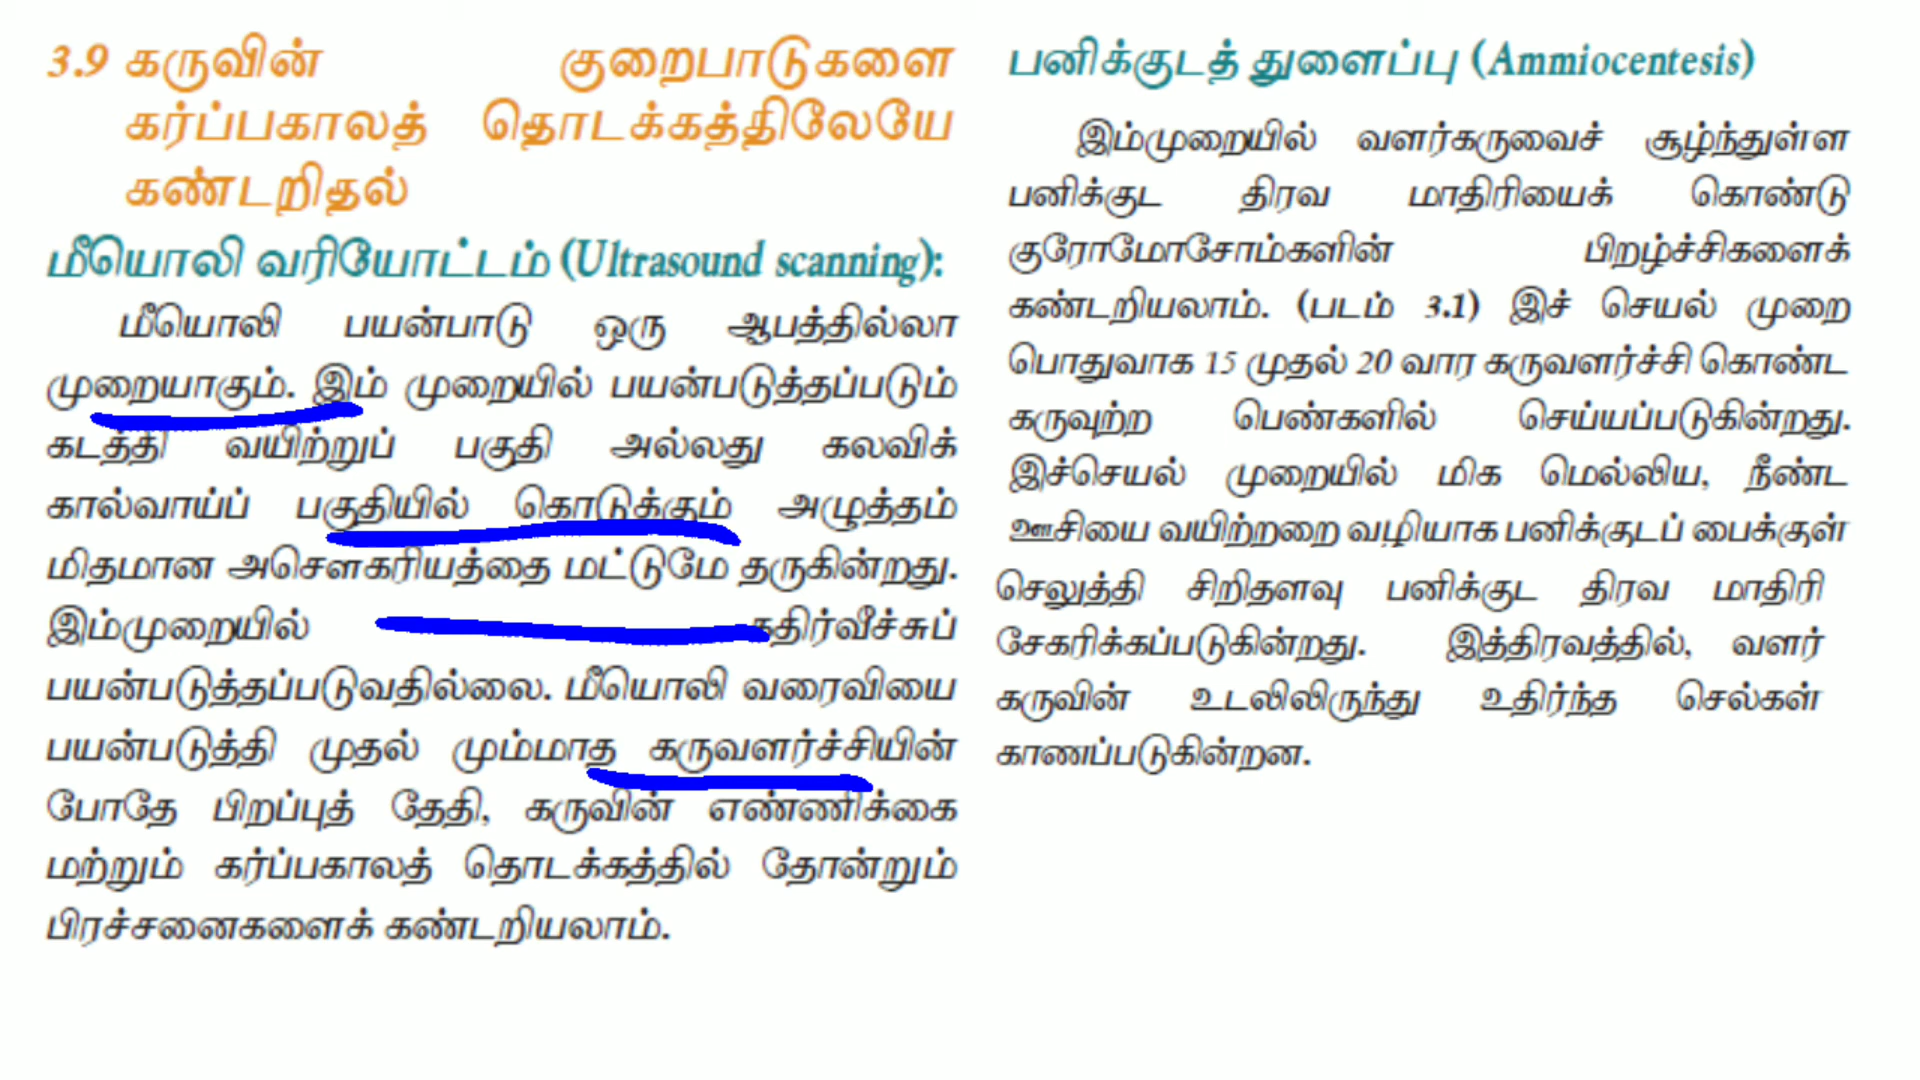 3.9 கருவின் குறைபாடுகளை
கர்ப்பகாலத் தொடக்கத்திலேயே
கண்டறிதல்
மீயொலி வரியோட்டம் (Ultrasound scanning):
மீயொலி பயன்பாடு ஒரு ஆபத்தில்லா
முறையாகும். இம் முறையில் பயன்படுத்தப்படும்
கடத்தி வயிற்றுப் பகுதி அல்லது கலவிக்
கால்வாய்ப் பகுதியில் கொடுக்கும் அழுத்தம்
மிதமான அசௌகரியத்தை மட்டுமே தருகின்றது.
இம்முறையில் கதிர்வீச்சுப்
பயன்படுத்தப்படுவதில்லை. மீயொலி வரைவியை
பயன்படுத்தி முதல் மும்மாத கருவளர்ச்சியின்
போதே பிறப்புத் தேதி, கருவின் எண்ணிக்கை
மற்றும் கர்ப்பகாலத் தொடக்கத்தில் தோன்றும்
பிரச்சனைகளைக் கண்டறியலாம்.
பனிக்குடத் துளைப்பு (Ammiocentesis)
இம்முறையில் வளர்கருவைச் சூழ்ந்துள்ள
பனிக்குட திரவ மாதிரியைக் கொண்டு
குரோமோசோம்களின் பிறழ்ச்சிகளைக்
கண்டறியலாம். (படம் 3.1) இச் செயல் முறை
பொதுவாக 15 முதல் 20 வார கருவளர்ச்சி கொண்ட
கருவுற்ற பெண்களில் செய்யப்படுகின்றது.
இச்செயல் முறையில் மிக மெல்லிய, நீண்ட
ஊசியை வயிற்றறை வழியாக பனிக்குடப் பைக்குள்
செலுத்தி சிறிதளவு பனிக்குட திரவ மாதிரி
சேகரிக்கப்படுகின்றது. இத்திரவத்தில், வளர்
கருவின் உடலிலிருந்து உதிர்ந்த செல்கள்
காணப்படுகின்றன.